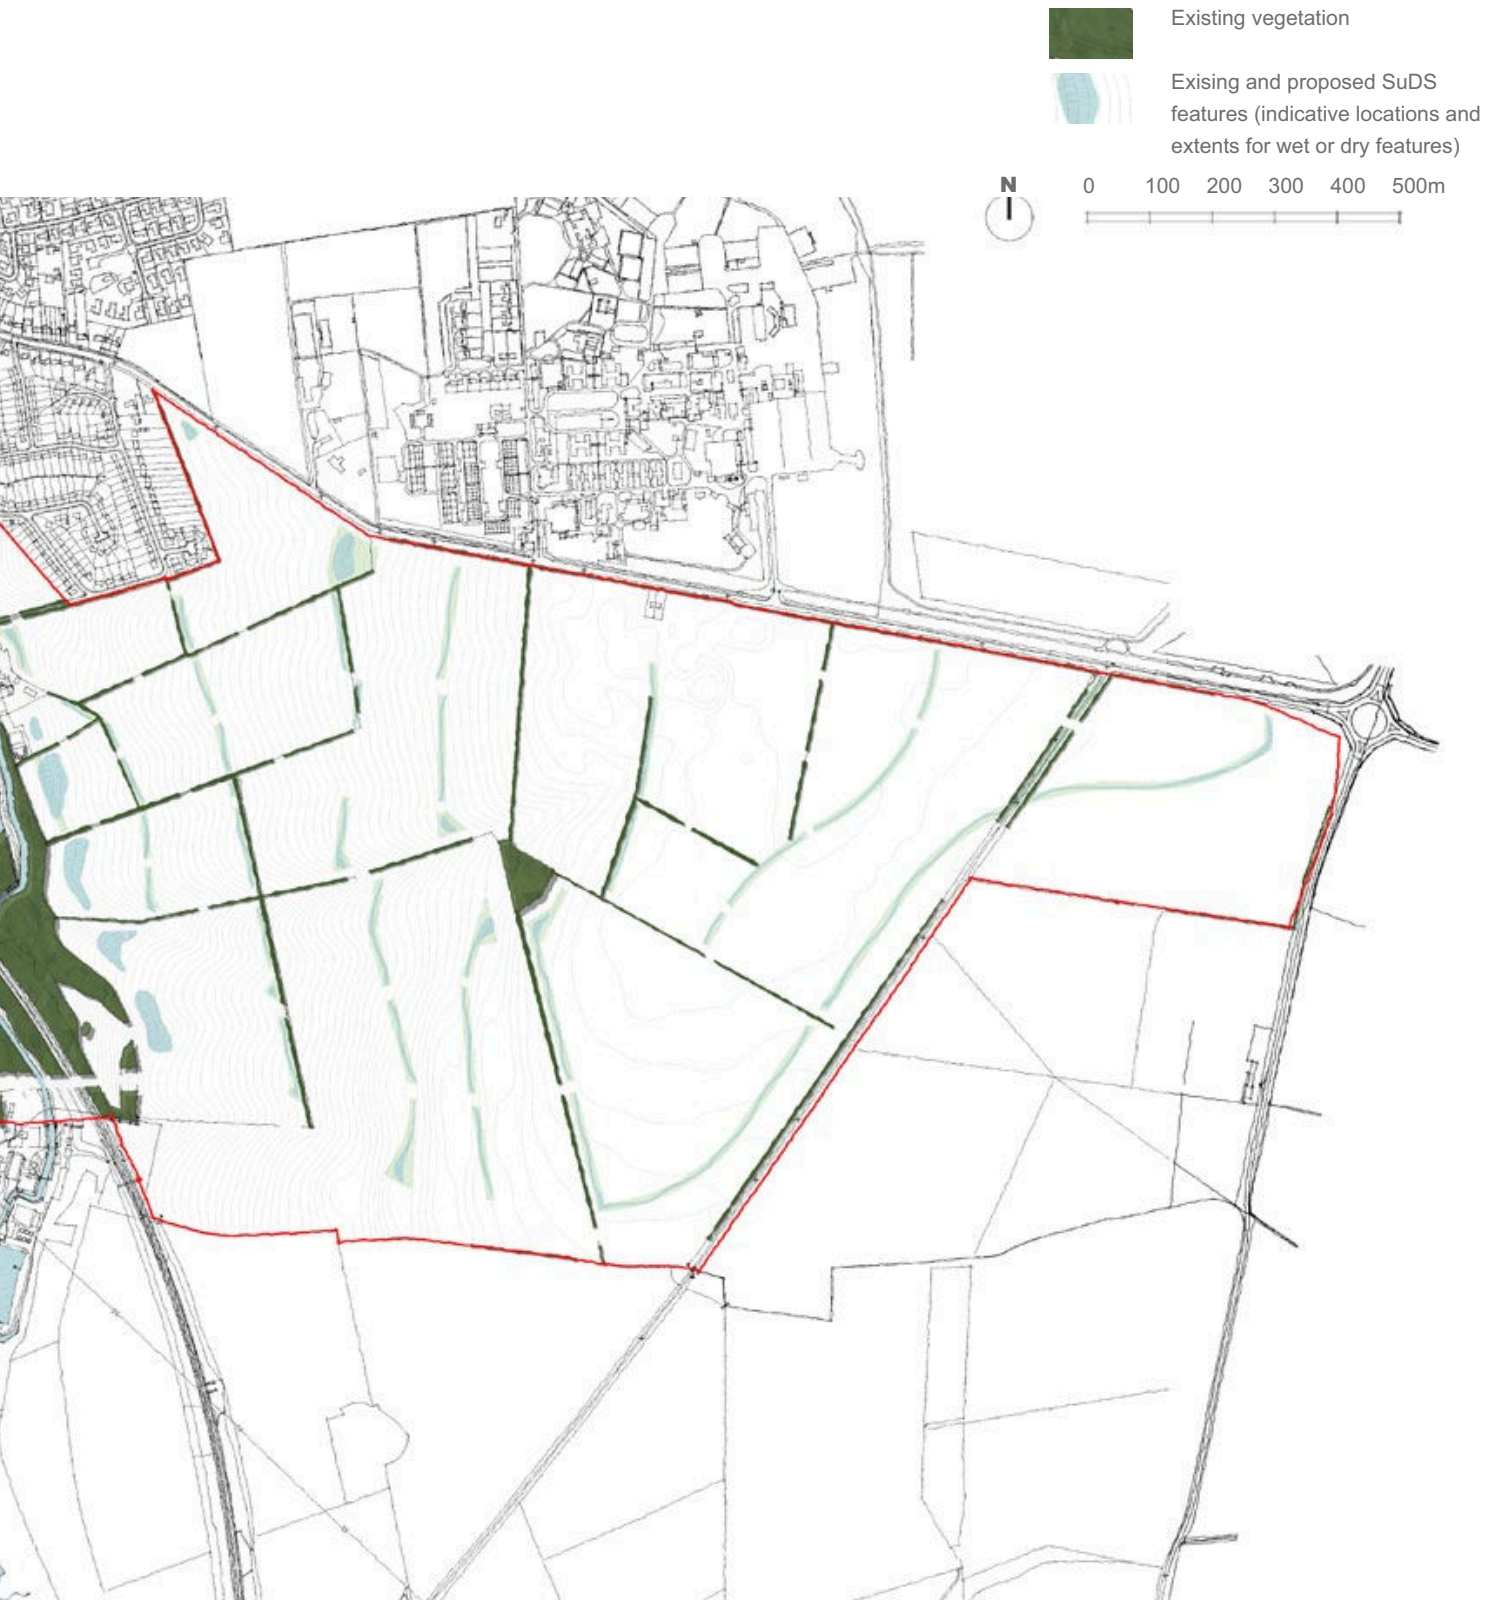 Existing vegetation
Exising and proposed SuDS
features (indicative locations and
extents for wet or dry features)
N
0 100 200 300 400 500m